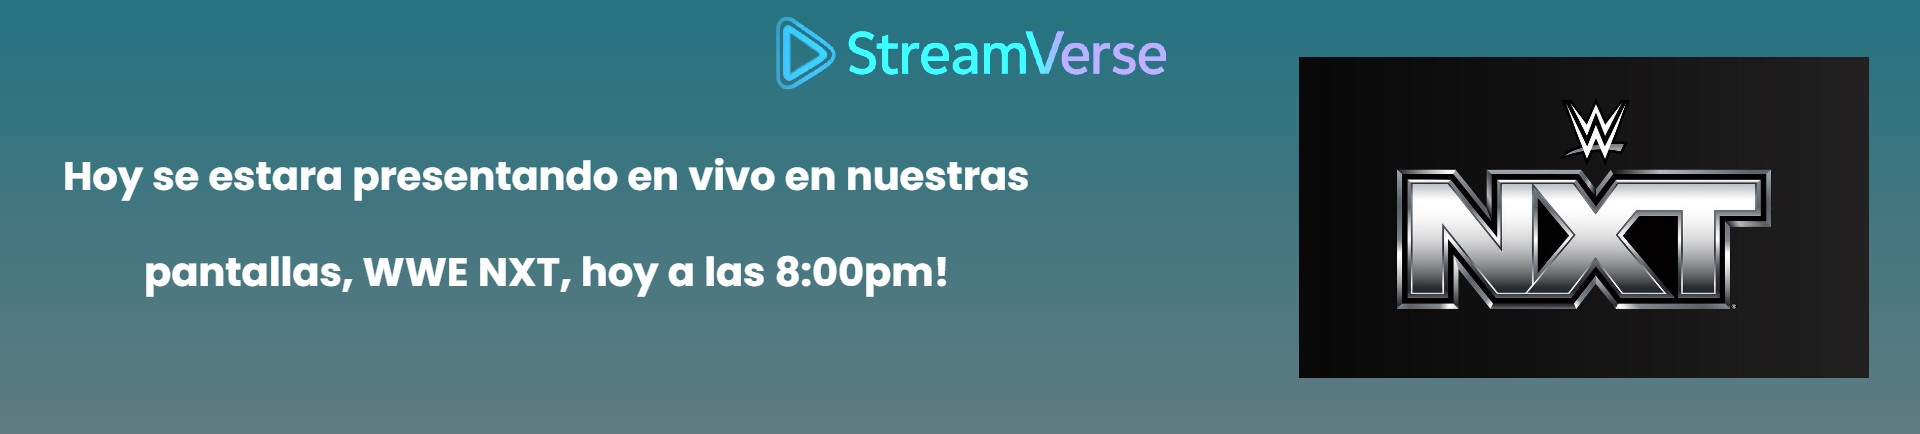 StreamVerse
Hoy se estara presentando en vivo en nuestras
pantallas, WWE NXT, hoy a las 8:00pm!
W
NXT